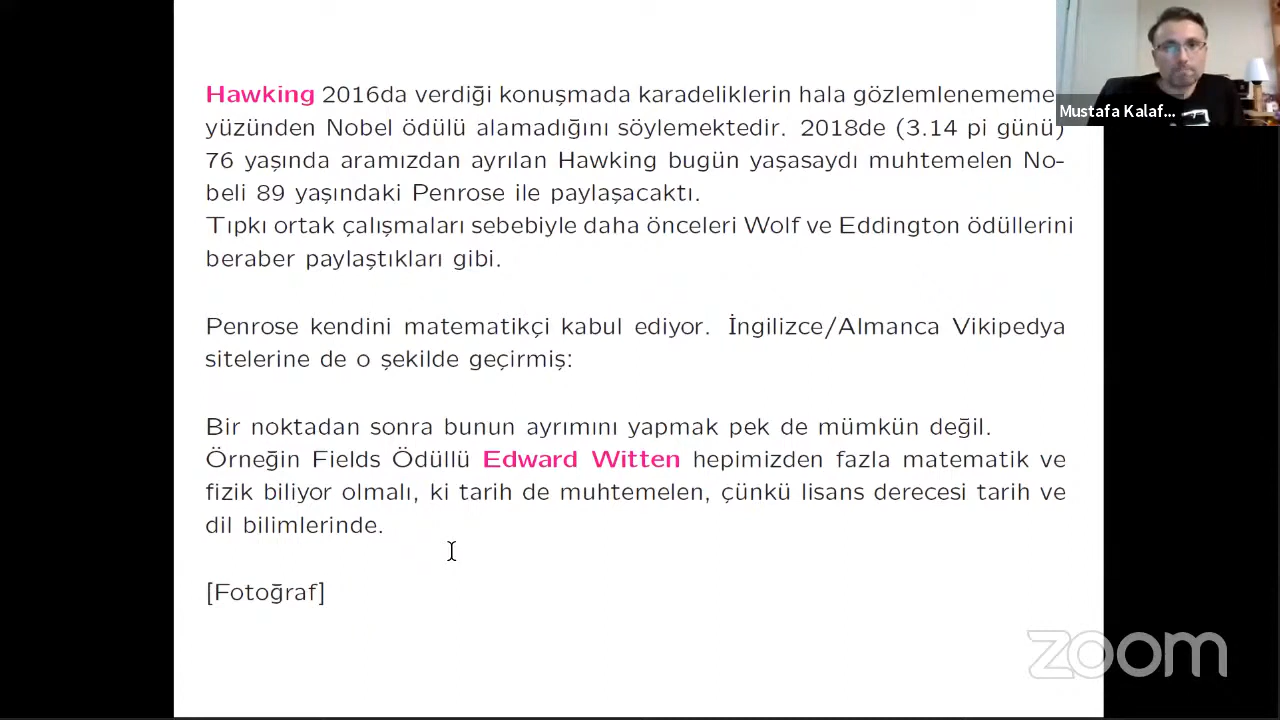 Hawking 2016da verdiği konuşmada karadeliklerin hala gözlemlenememe
yüzünden Nobel ödülü alamadığını söylemektedir. 2018de (3.14 pi günü)
76 yaşında aramızdan ayrılan Hawking bugün yaşasaydı muhtemelen No-
beli 89 yaşındaki Penrose ile paylaşacaktı.
Tıpkı ortak çalışmaları sebebiyle daha önceleri Wolf ve Eddington ödüllerini
beraber paylaştıkları gibi.
Penrose kendini matematikçi kabul ediyor. İngilizce/Almanca Vikipedya
sitelerine de o şekilde geçirmiş:
Bir noktadan sonra bunun ayrımını yapmak pek de mümkün değil.
Örneğin Fields Ödüllü Edward Witten hepimizden fazla matematik ve
fizik biliyor olmalı, ki tarih de muhtemelen, çünkü lisans derecesi tarih ve
dil bilimlerinde.
[Fotoğraf]
Mustafa Kalaf...
zoom